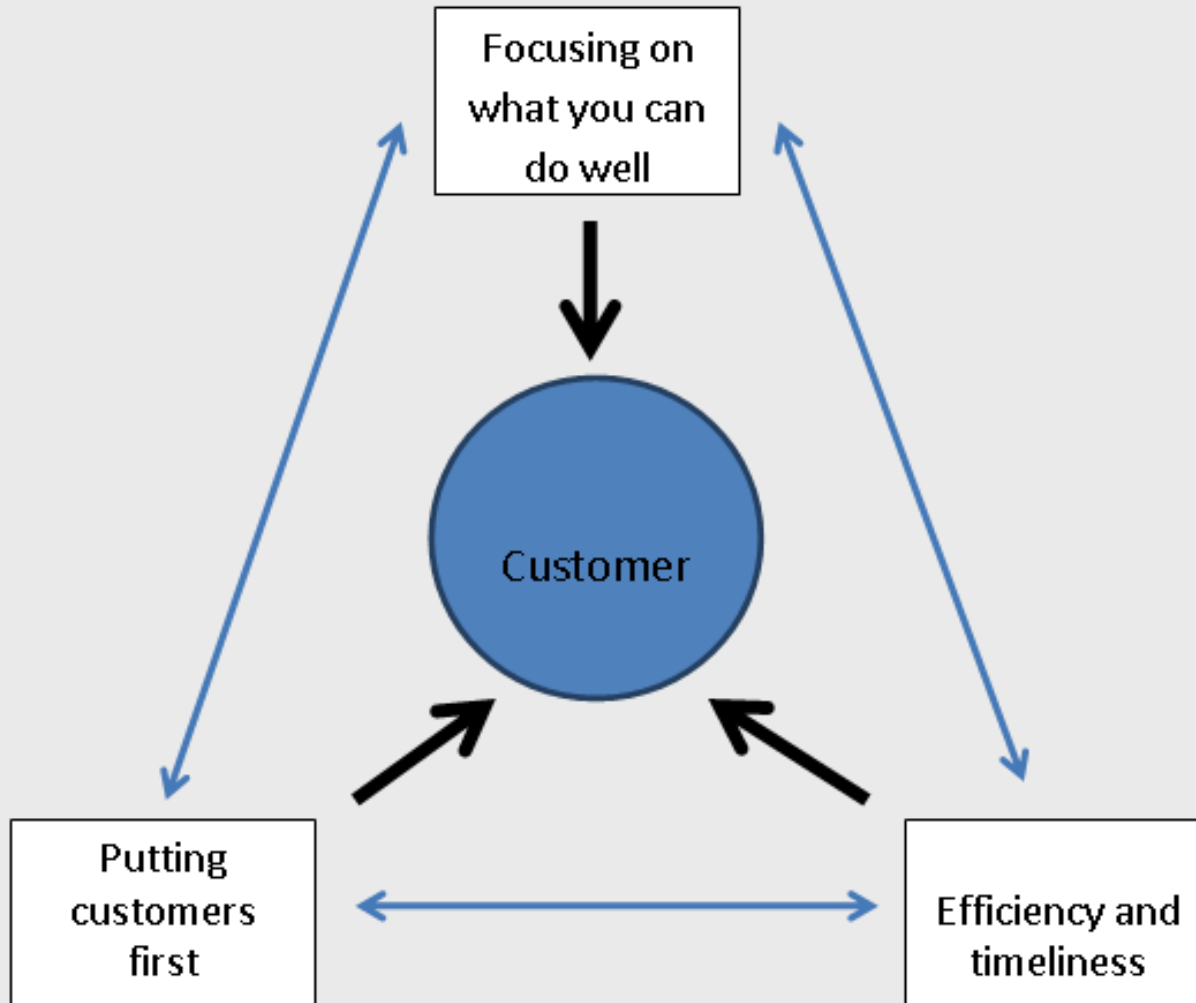 Focusing on
what you can
do well
Customer
Putting
customers
first
Efficiency and
timeliness